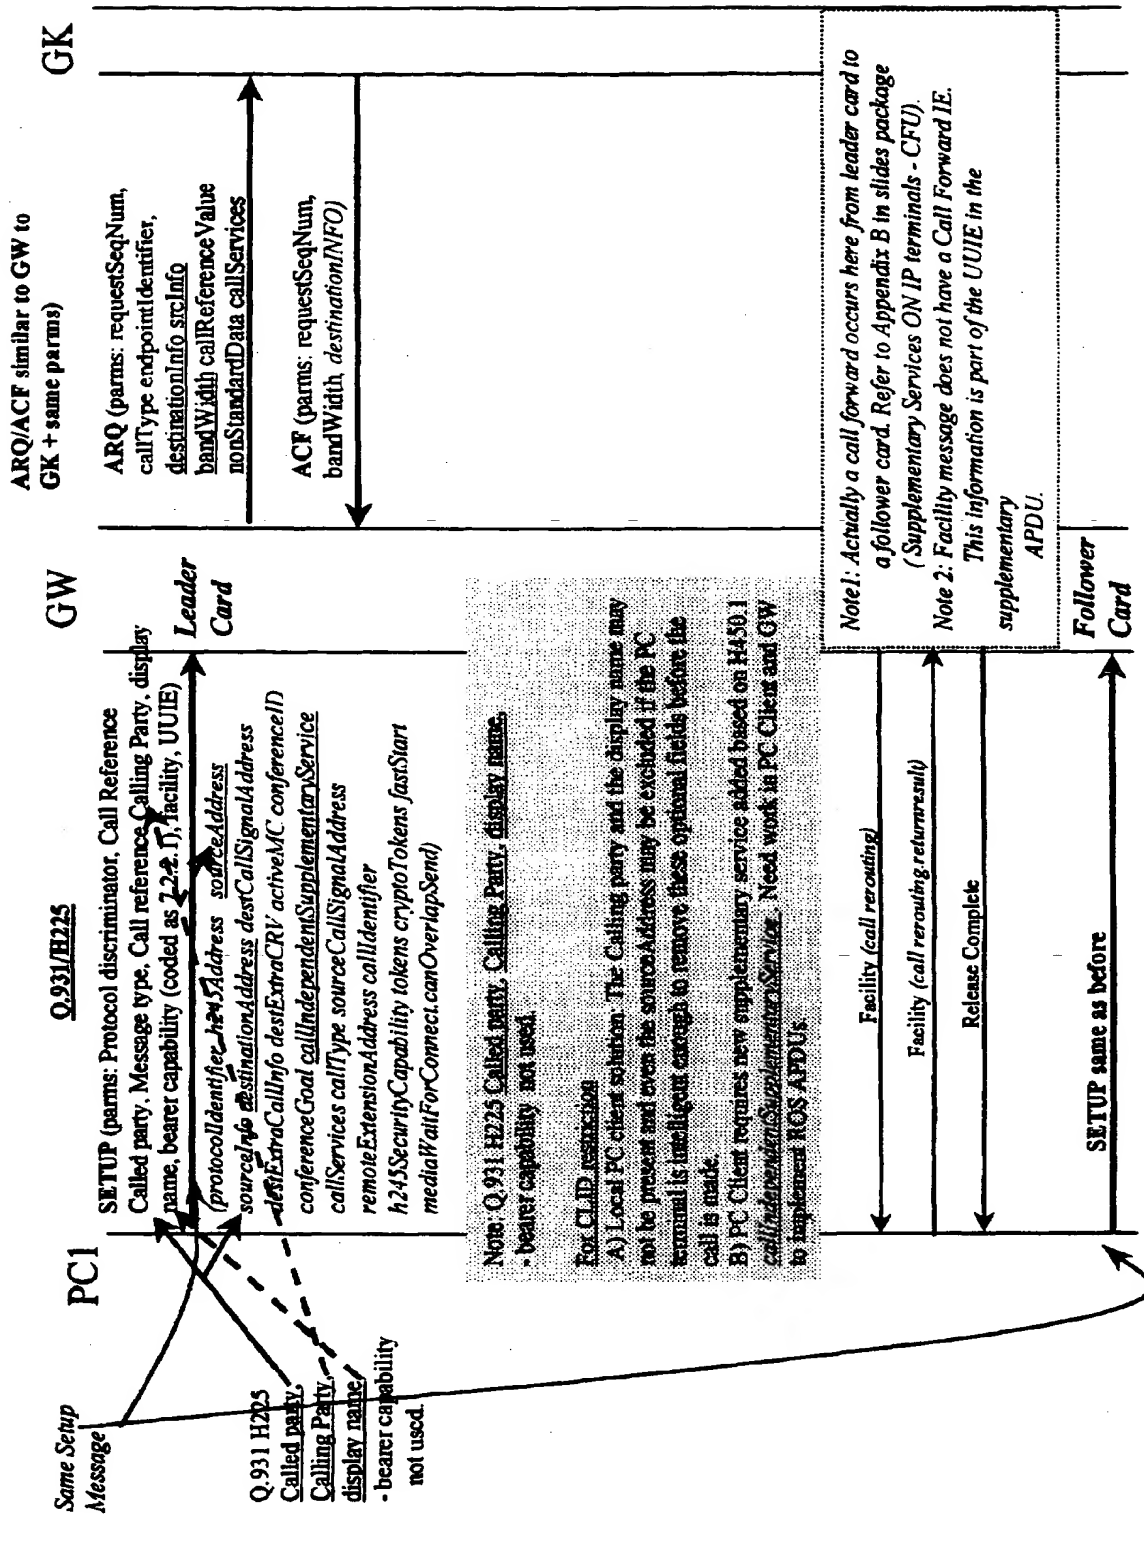 ARQ/ACF similar to GW to
GK + same parms)
PC1
Q.931/H225
GW
GK
Same Setup
Message
SETUP (parms: Protocol discriminator, Call Reference
Called party, Message type, Call reference Calling Party, display
name, bearer capability (coded as 7.2.2.1), facility, UUIE)
(protocolIdentifier h245Address sourceAddress
sourceInfo destinationAddress destCallSignalAddress
destExtraCallInfo destExtraCRV activeMC conferenceID
conferenceGoal callIndependentSupplementaryService
callServices callType sourceCallSignalAddress
remoteExtensionAddress callIdentifier
h245SecurityCapability tokens cryptoTokens fastStart
mediaWaitForConnect.canOverlapSend)
Leader
Card
ARQ (parms: requestSeqNum,
callType endpointIdentifier,
destinationInfo srcInfo
bandWidth callReferenceValue
nonStandardData callServices
ACF (parms: requestSeqNum,
bandWidth, destinationINFO)
Q.931 H225
Called party,
Calling Party,
display name,
- bearer capability
not used.
Note: Q.931 H225 Called party, Calling Party, display name,
- bearer capability not used.
For CLID restriction
A) Local PC client solution: The Calling party and the display name may
not be present and even the sourceAddress may be excluded if the PC
terminal is intelligent enough to remove these optional fields before the
call is made.
B) PC Client requires new supplementary service added based on H450.1
callIndependentSupplementaryService. Need work in PC Client and GW
to implement ROS APDUs.
Note1: Actually a call forward occurs here from leader card to
a follower card. Refer to Appendix B in slides package
(Supplementary Services ON IP terminals - CFU).
Note 2: Facility message does not have a Call Forward IE.
This information is part of the UUIE in the
supplementary
APDU.
Facility (call rerouting)
Facility (call rerouting.returnresult)
Release Complete
SETUP same as before
Follower
Card